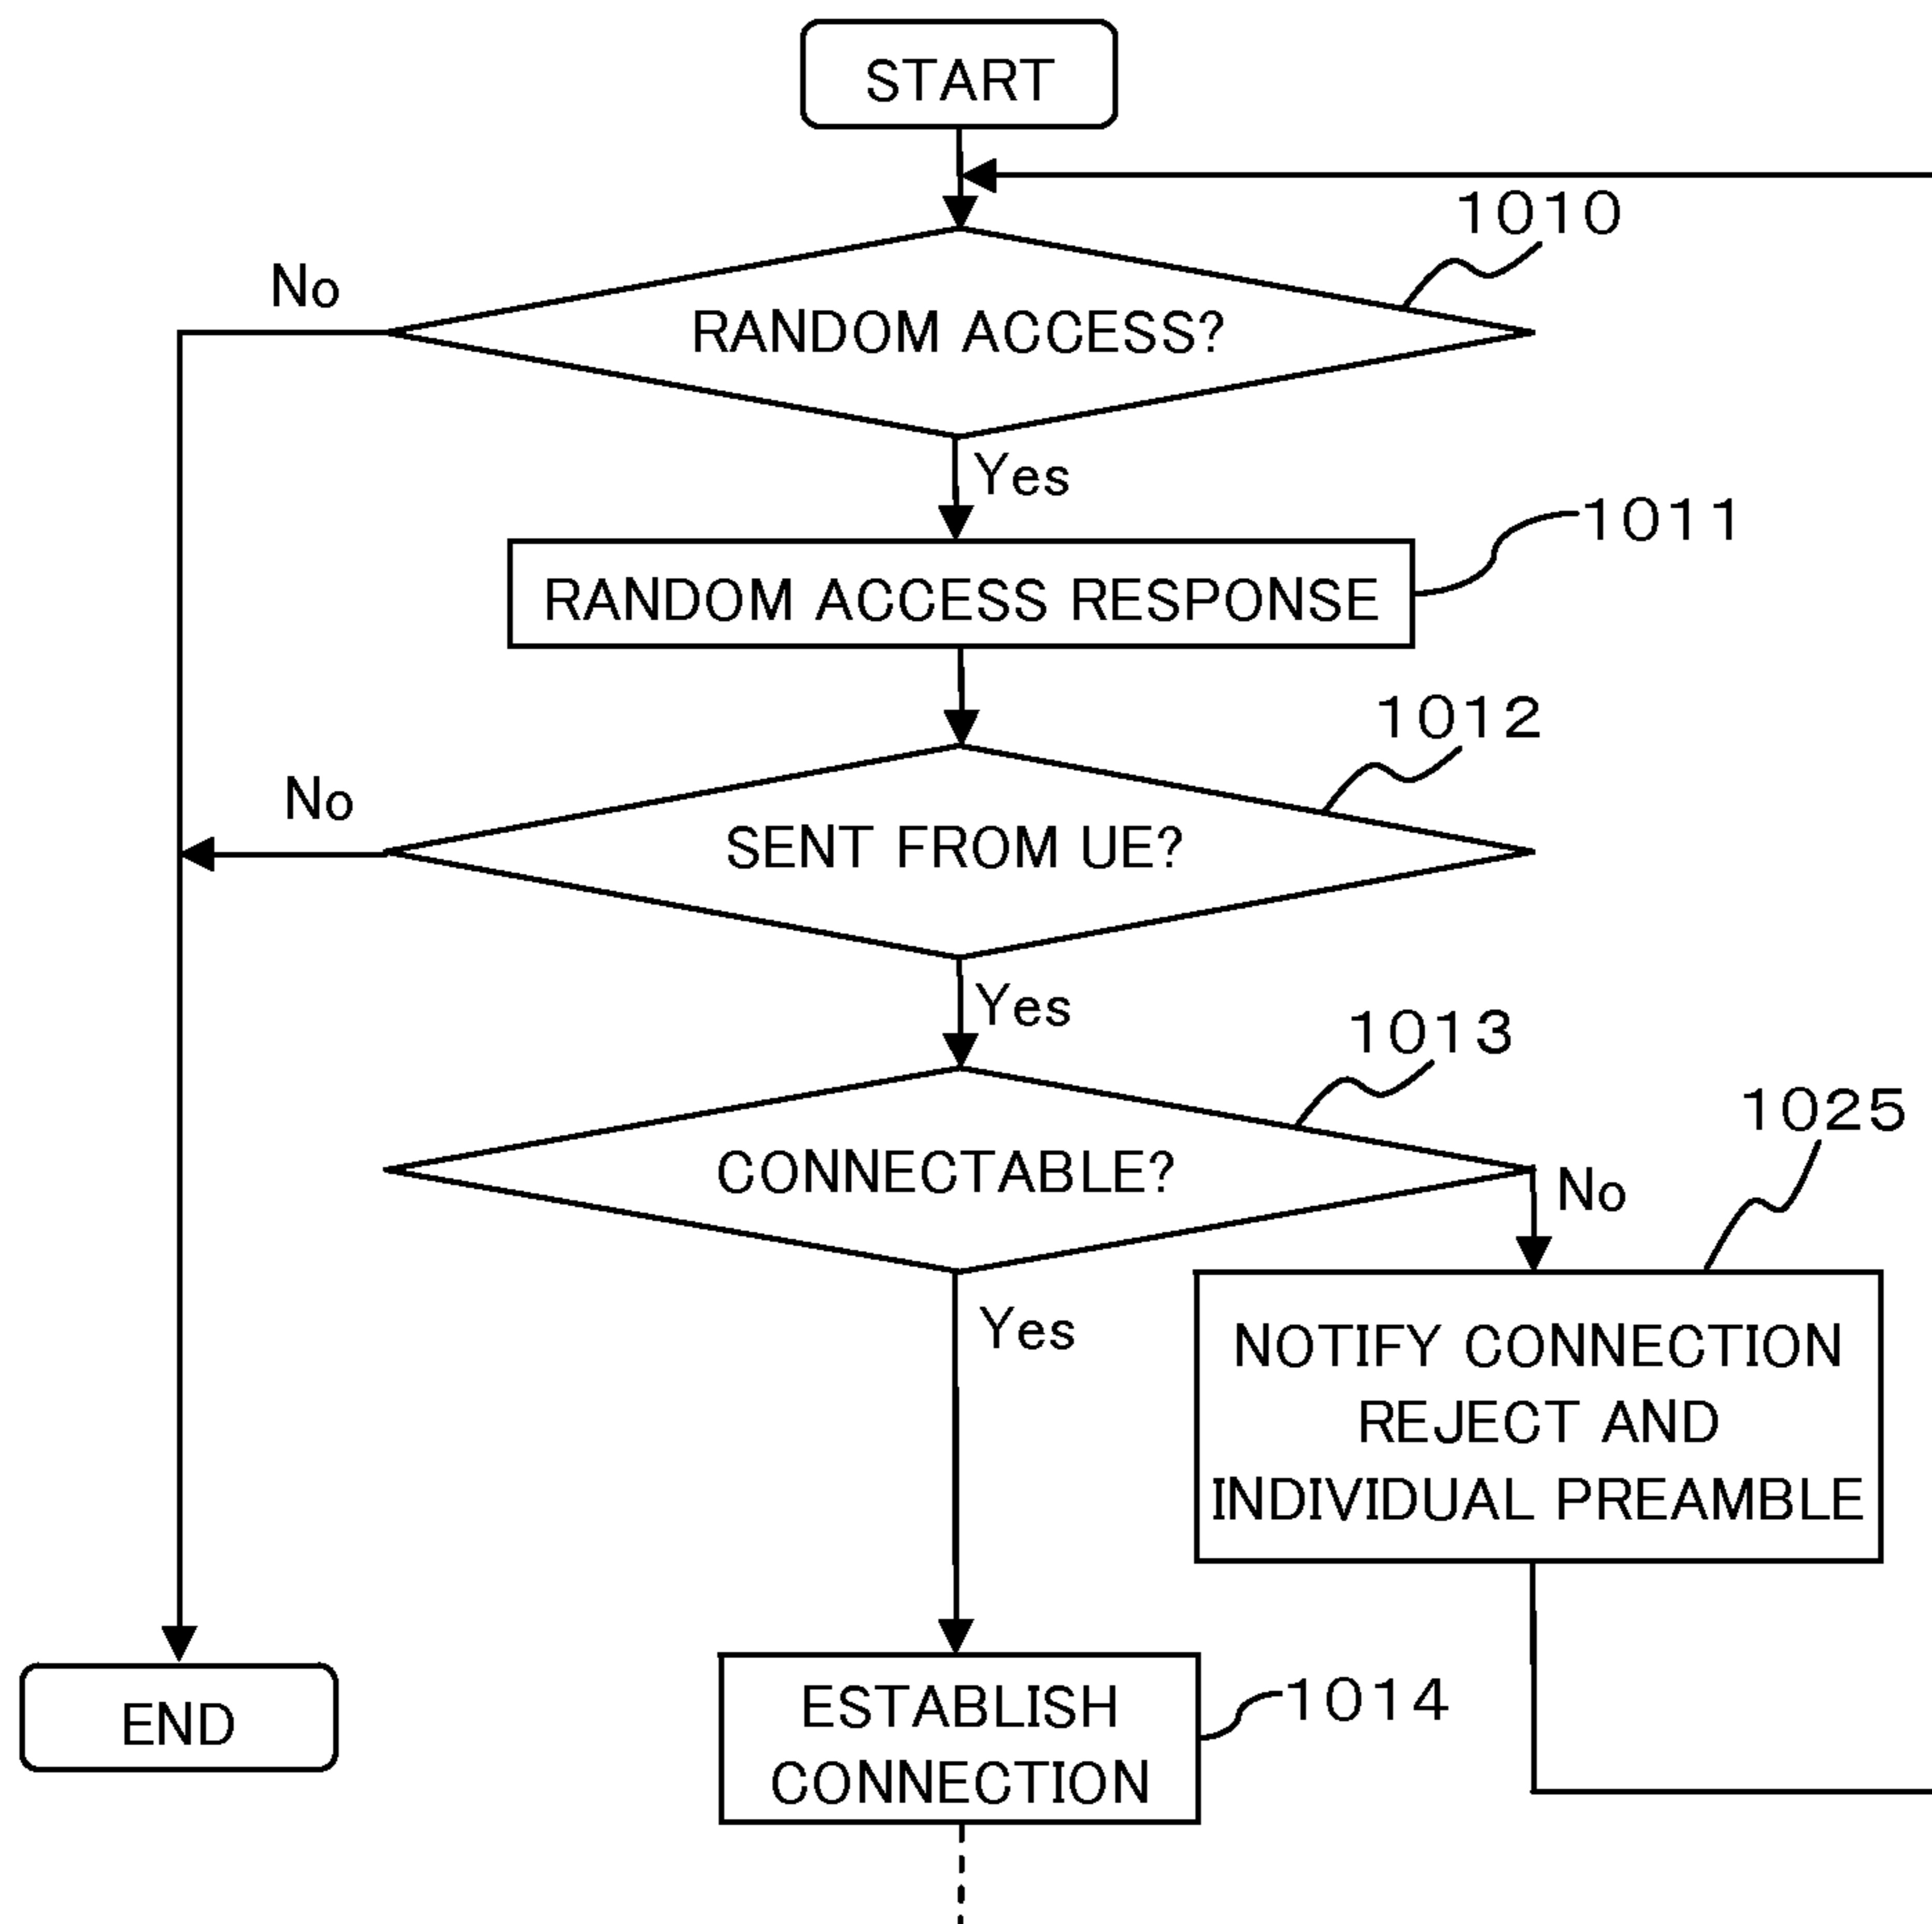 START
1010
No
RANDOM ACCESS?
Yes
1011
RANDOM ACCESS RESPONSE
1012
No
SENT FROM UE?
Yes
1013
CONNECTABLE?
1025
No
Yes
NOTIFY CONNECTION
REJECT AND
INDIVIDUAL PREAMBLE
END
ESTABLISH
CONNECTION
1014